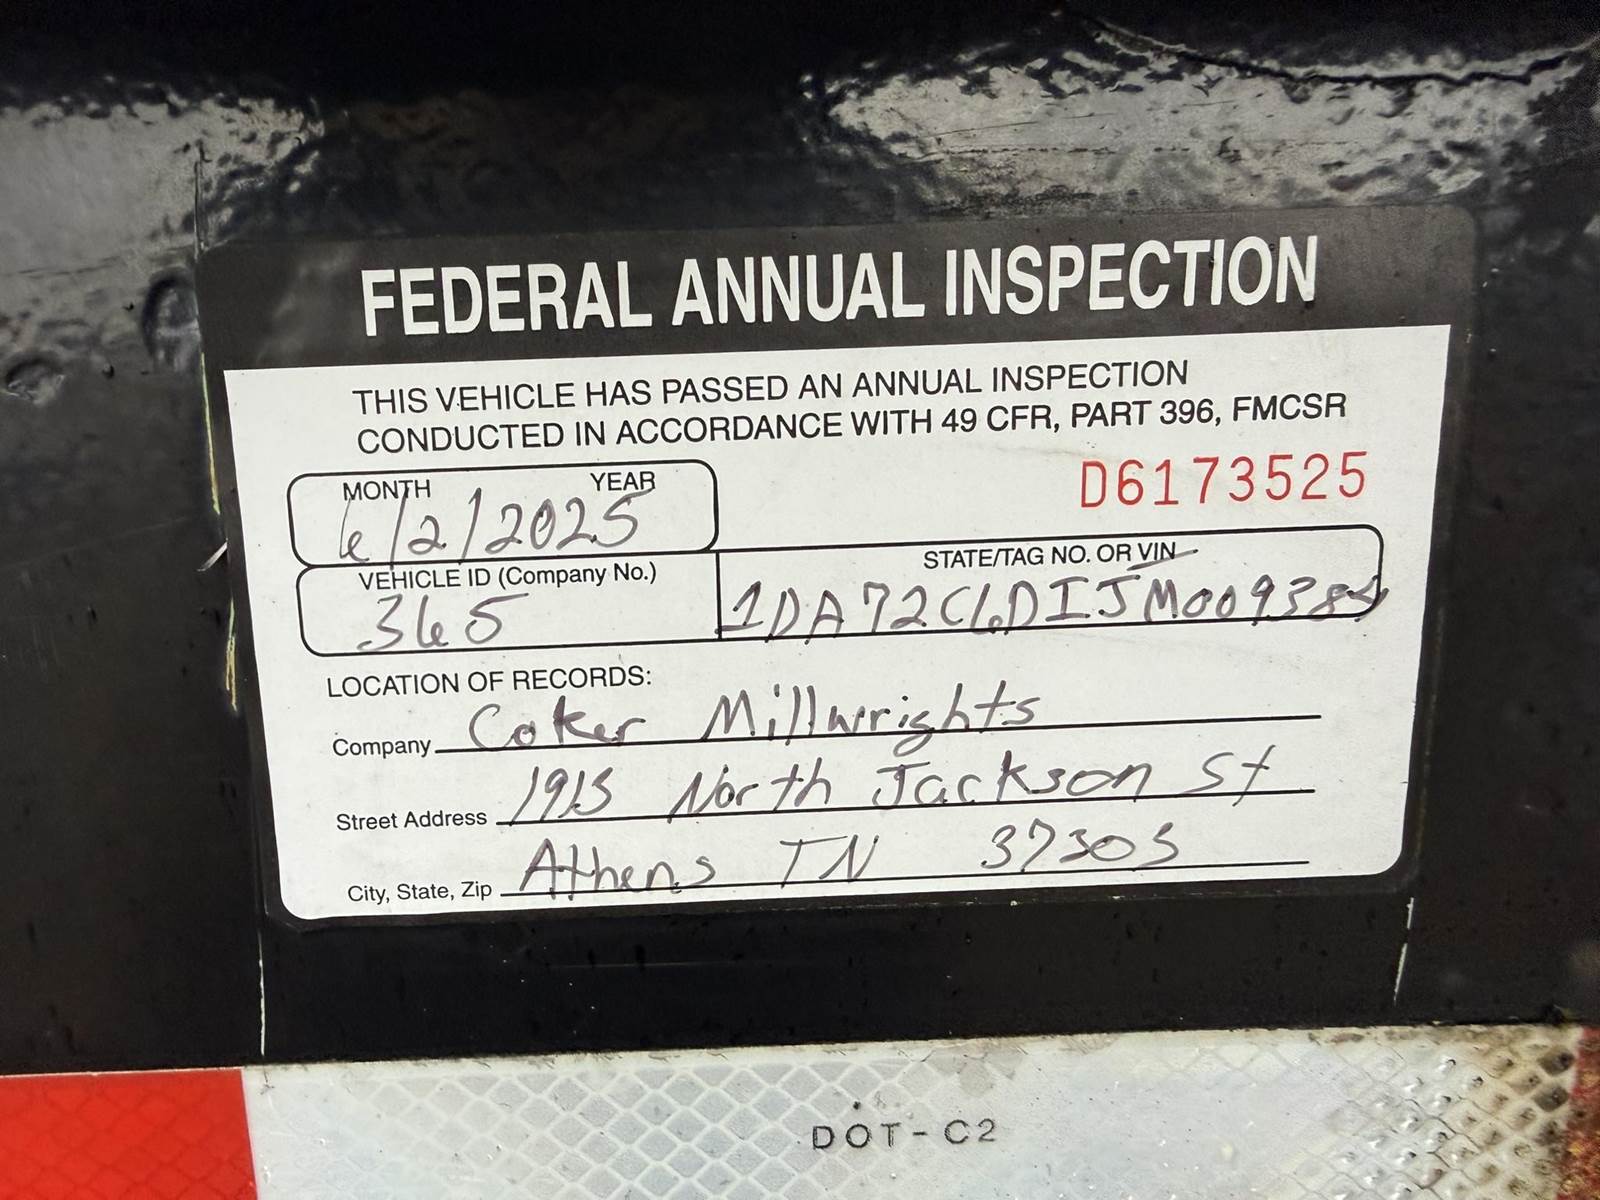 FEDERAL ANNUAL INSPECTION
THIS VEHICLE HAS PASSED AN ANNUAL INSPECTION
CONDUCTED IN ACCORDANCE WITH 49 CFR, PART 396, FMCSR
MONTH YEAR
6/2/2025
D6173525
VEHICLE ID (Company No.)
365
STATE/TAG NO. OR VIN
LOCATION OF RECORDS:
Company Coker Millwrights
Street Address 1915 North Jackson St
City, State, Zip Athens TN 37303
DOT-C2